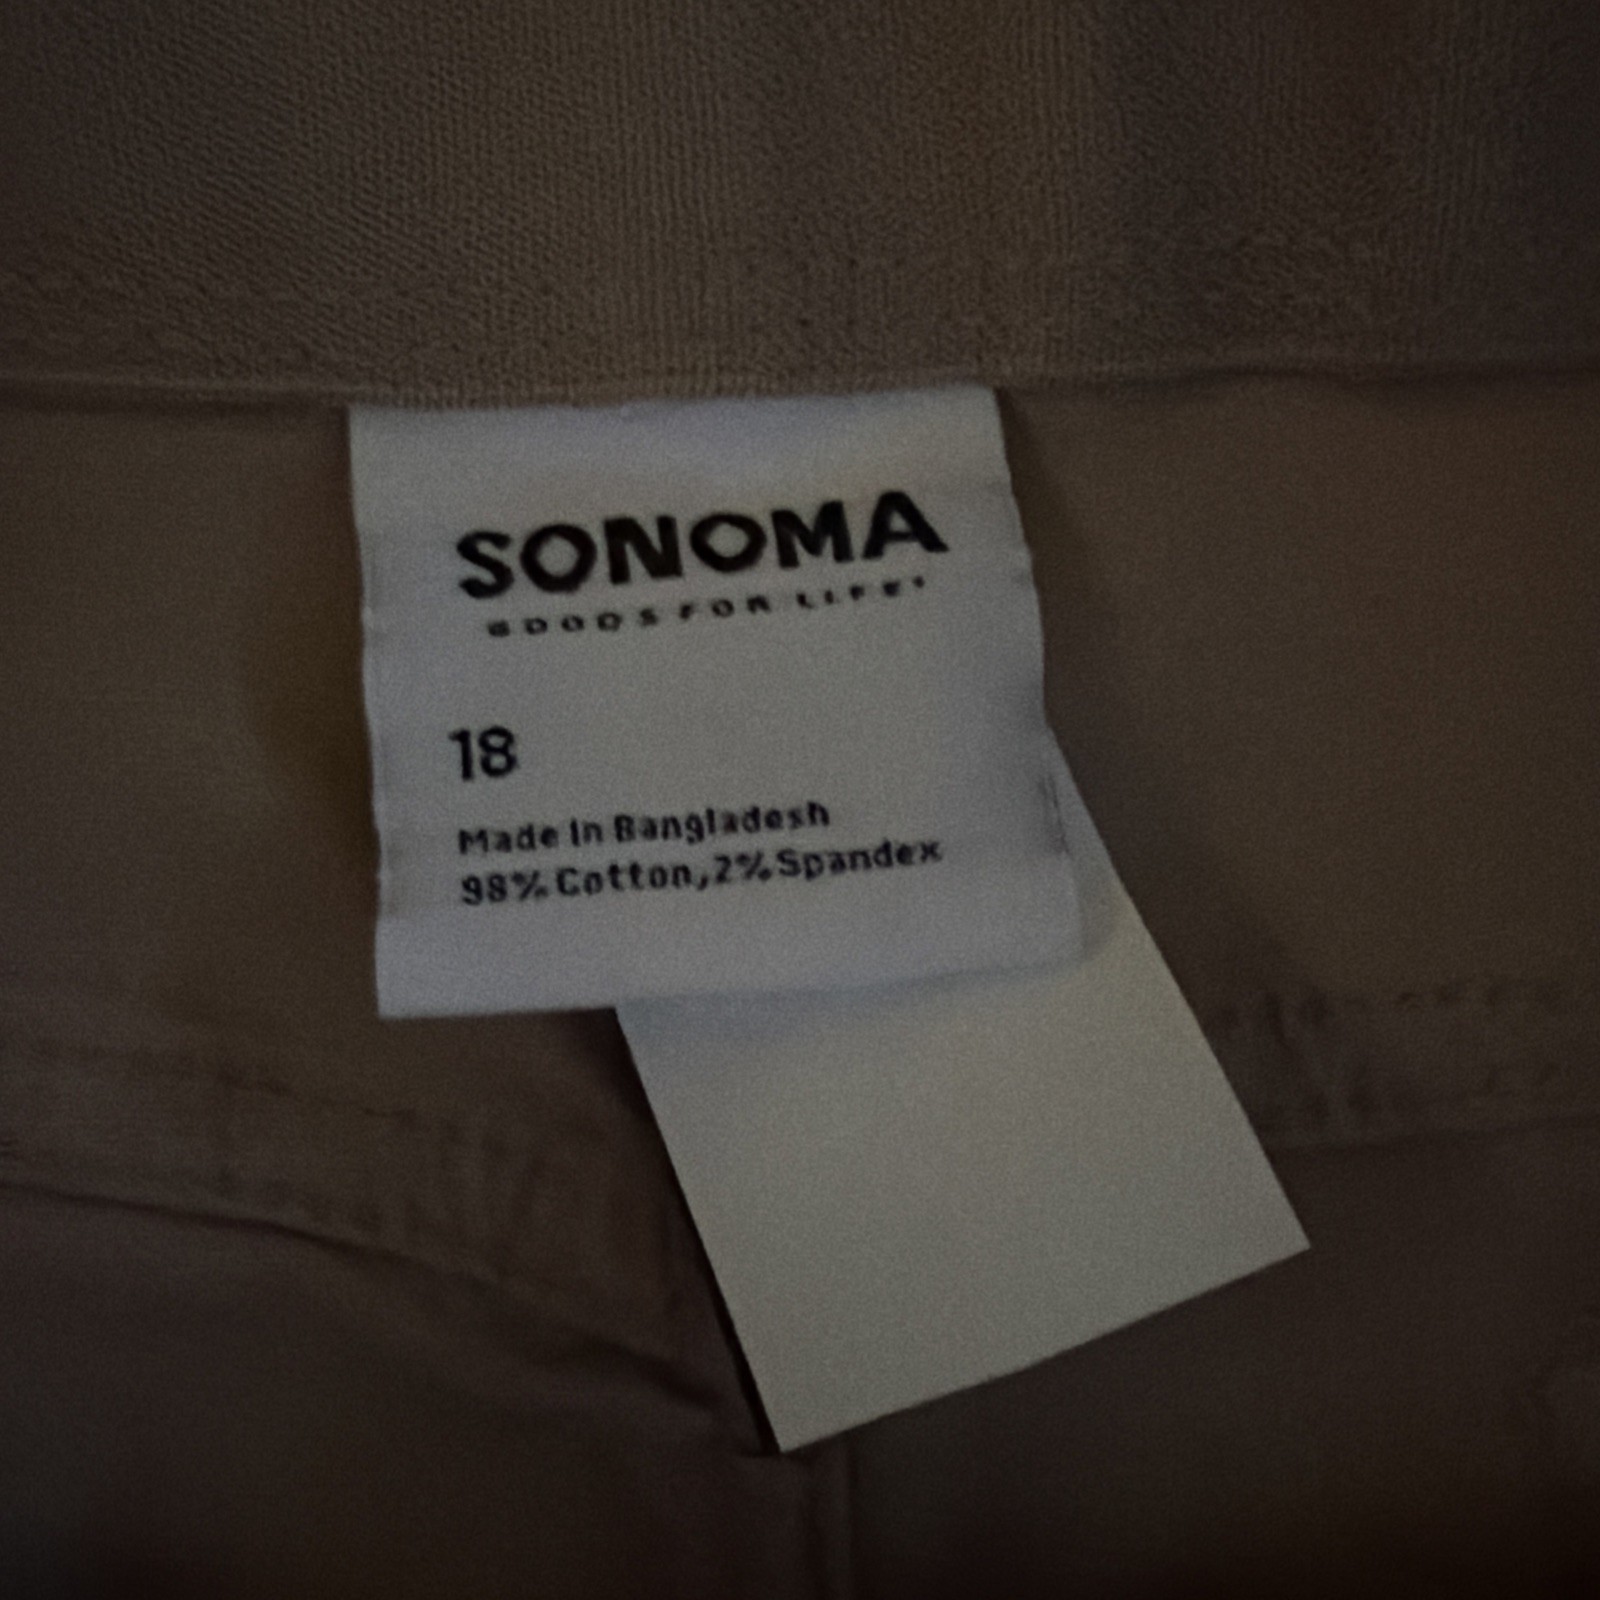 SONOMA
GOODS FOR LIFE'
18
Made in Bangladesh
98% Cotton, 2% Spandex